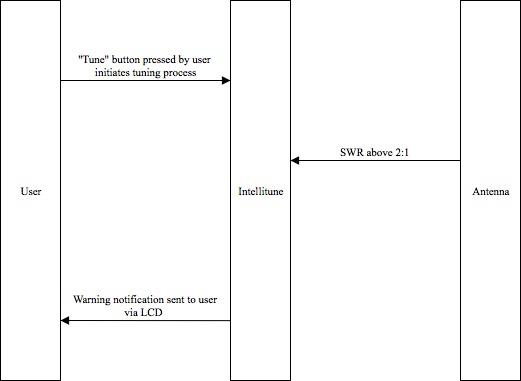 "Tune" button pressed by user
initiates tuning process
SWR above 2:1
User
Intellitune
Antenna
Warning notification sent to user
via LCD